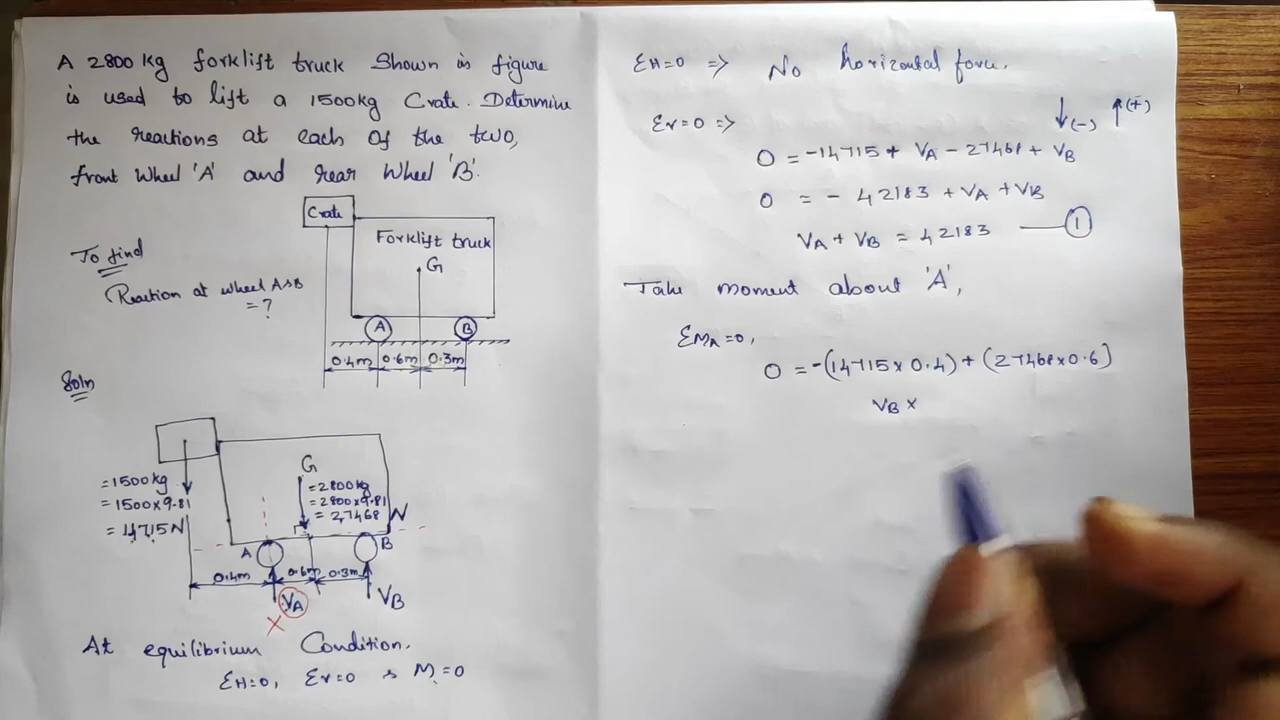 A 2800 kg forklift truck Shown in figure
is used to lift a 1500kg Crate. Determine
the reactions at each of the two,
front Wheel 'A' and rear Wheel 'B'.
To find
Reaction at wheel A&B
= ?
Crate
Forklift truck
G
A
B
0.4m
0.6m
0.3m
Soln
=1500kg
=1500x9.81
=14715N
G
=2800kg
=2800x9.81
=27468 N
A
B
0.4m
0.6m
0.3m
VA
X
VB
At equilibrium Condition.
ΣH=0, ΣV=0 & M=0
ΣH=0 => No horizontal force.
ΣV=0 => ↓(-) ↑(+)
0 = -14715 + VA - 27468 + VB
0 = - 42183 + VA + VB
VA + VB = 42183 ——①
Take moment about 'A',
ΣMA=0,
0 = -(14715 x 0.4) + (27468 x 0.6)
VB x